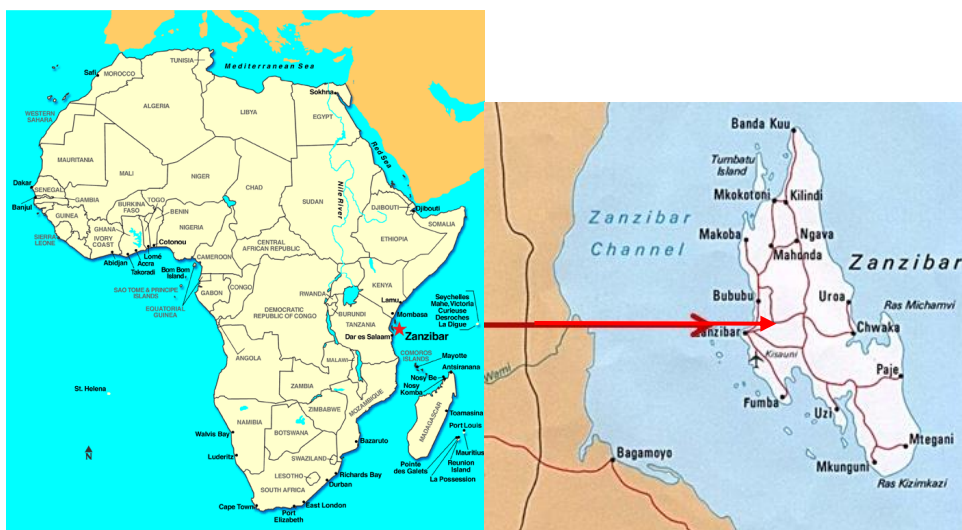 Mediterranean Sea
TUNISIA
Safi
MOROCCO
ALGERIA
LIBYA
Sokhna
EGYPT
WESTERN
SAHARA
Red Sea
Nile River
MAURITANIA
MALI
NIGER
CHAD
SUDAN
Dakar
SENEGAL
Banjul
GAMBIA
BURKINA
FASO
TOGO
BENIN
DJIBOUTI
Djibouti
GUINEA
GHANA
NIGERIA
SOMALIA
SIERRA
LEONE
IVORY
COAST
Cotonou
ETHIOPIA
CENTRAL
AFRICAN REPUBLIC
CAMEROON
Abidjan
Lomé
Accra
Takoradi
Bom Bom
Island
SAO TOME & PRINCIPE
ISLANDS
EQUATORIAL
GUINEA
GABON
CONGO
DEMOCRATIC
REPUBLIC OF CONGO
RWANDA
BURUNDI
KENYA
Lamu
Mombasa
TANZANIA
Zanzibar
Dar es Salaam
Seychelles
Mahe, Victoria
Curieuse
Desroches
La Digue
ANGOLA
MALAWI
COMOROS
ISLANDS
Mayotte
Antsiranana
Nosy Be
Nosy
Komba
ZAMBIA
St. Helena
ZIMBABWE
MOZAMBIQUE
MADAGASCAR
Toamasina
Port Louis
Mauritius
Reunion
Island
La Possession
Pointe
des Galets
NAMIBIA
BOTSWANA
Walvis Bay
Bazaruto
Luderitz
SWAZILAND
LESOTHO
Richards Bay
Durban
SOUTH AFRICA
N
Cape Town
East London
Port
Elizabeth
Banda Kuu
Tumbatu
Island
Mkokotoni
Kilindi
Zanzibar
Channel
Makoba
Ngava
Mahonda
Zanzibar
Bububu
Uroa
Ras Michamvi
Zanzibar
Chwaka
Kisauni
Wami
Paje
Fumba
Uzi
Mtegani
Bagamoyo
Mkunguni
Ras Kizimkazi